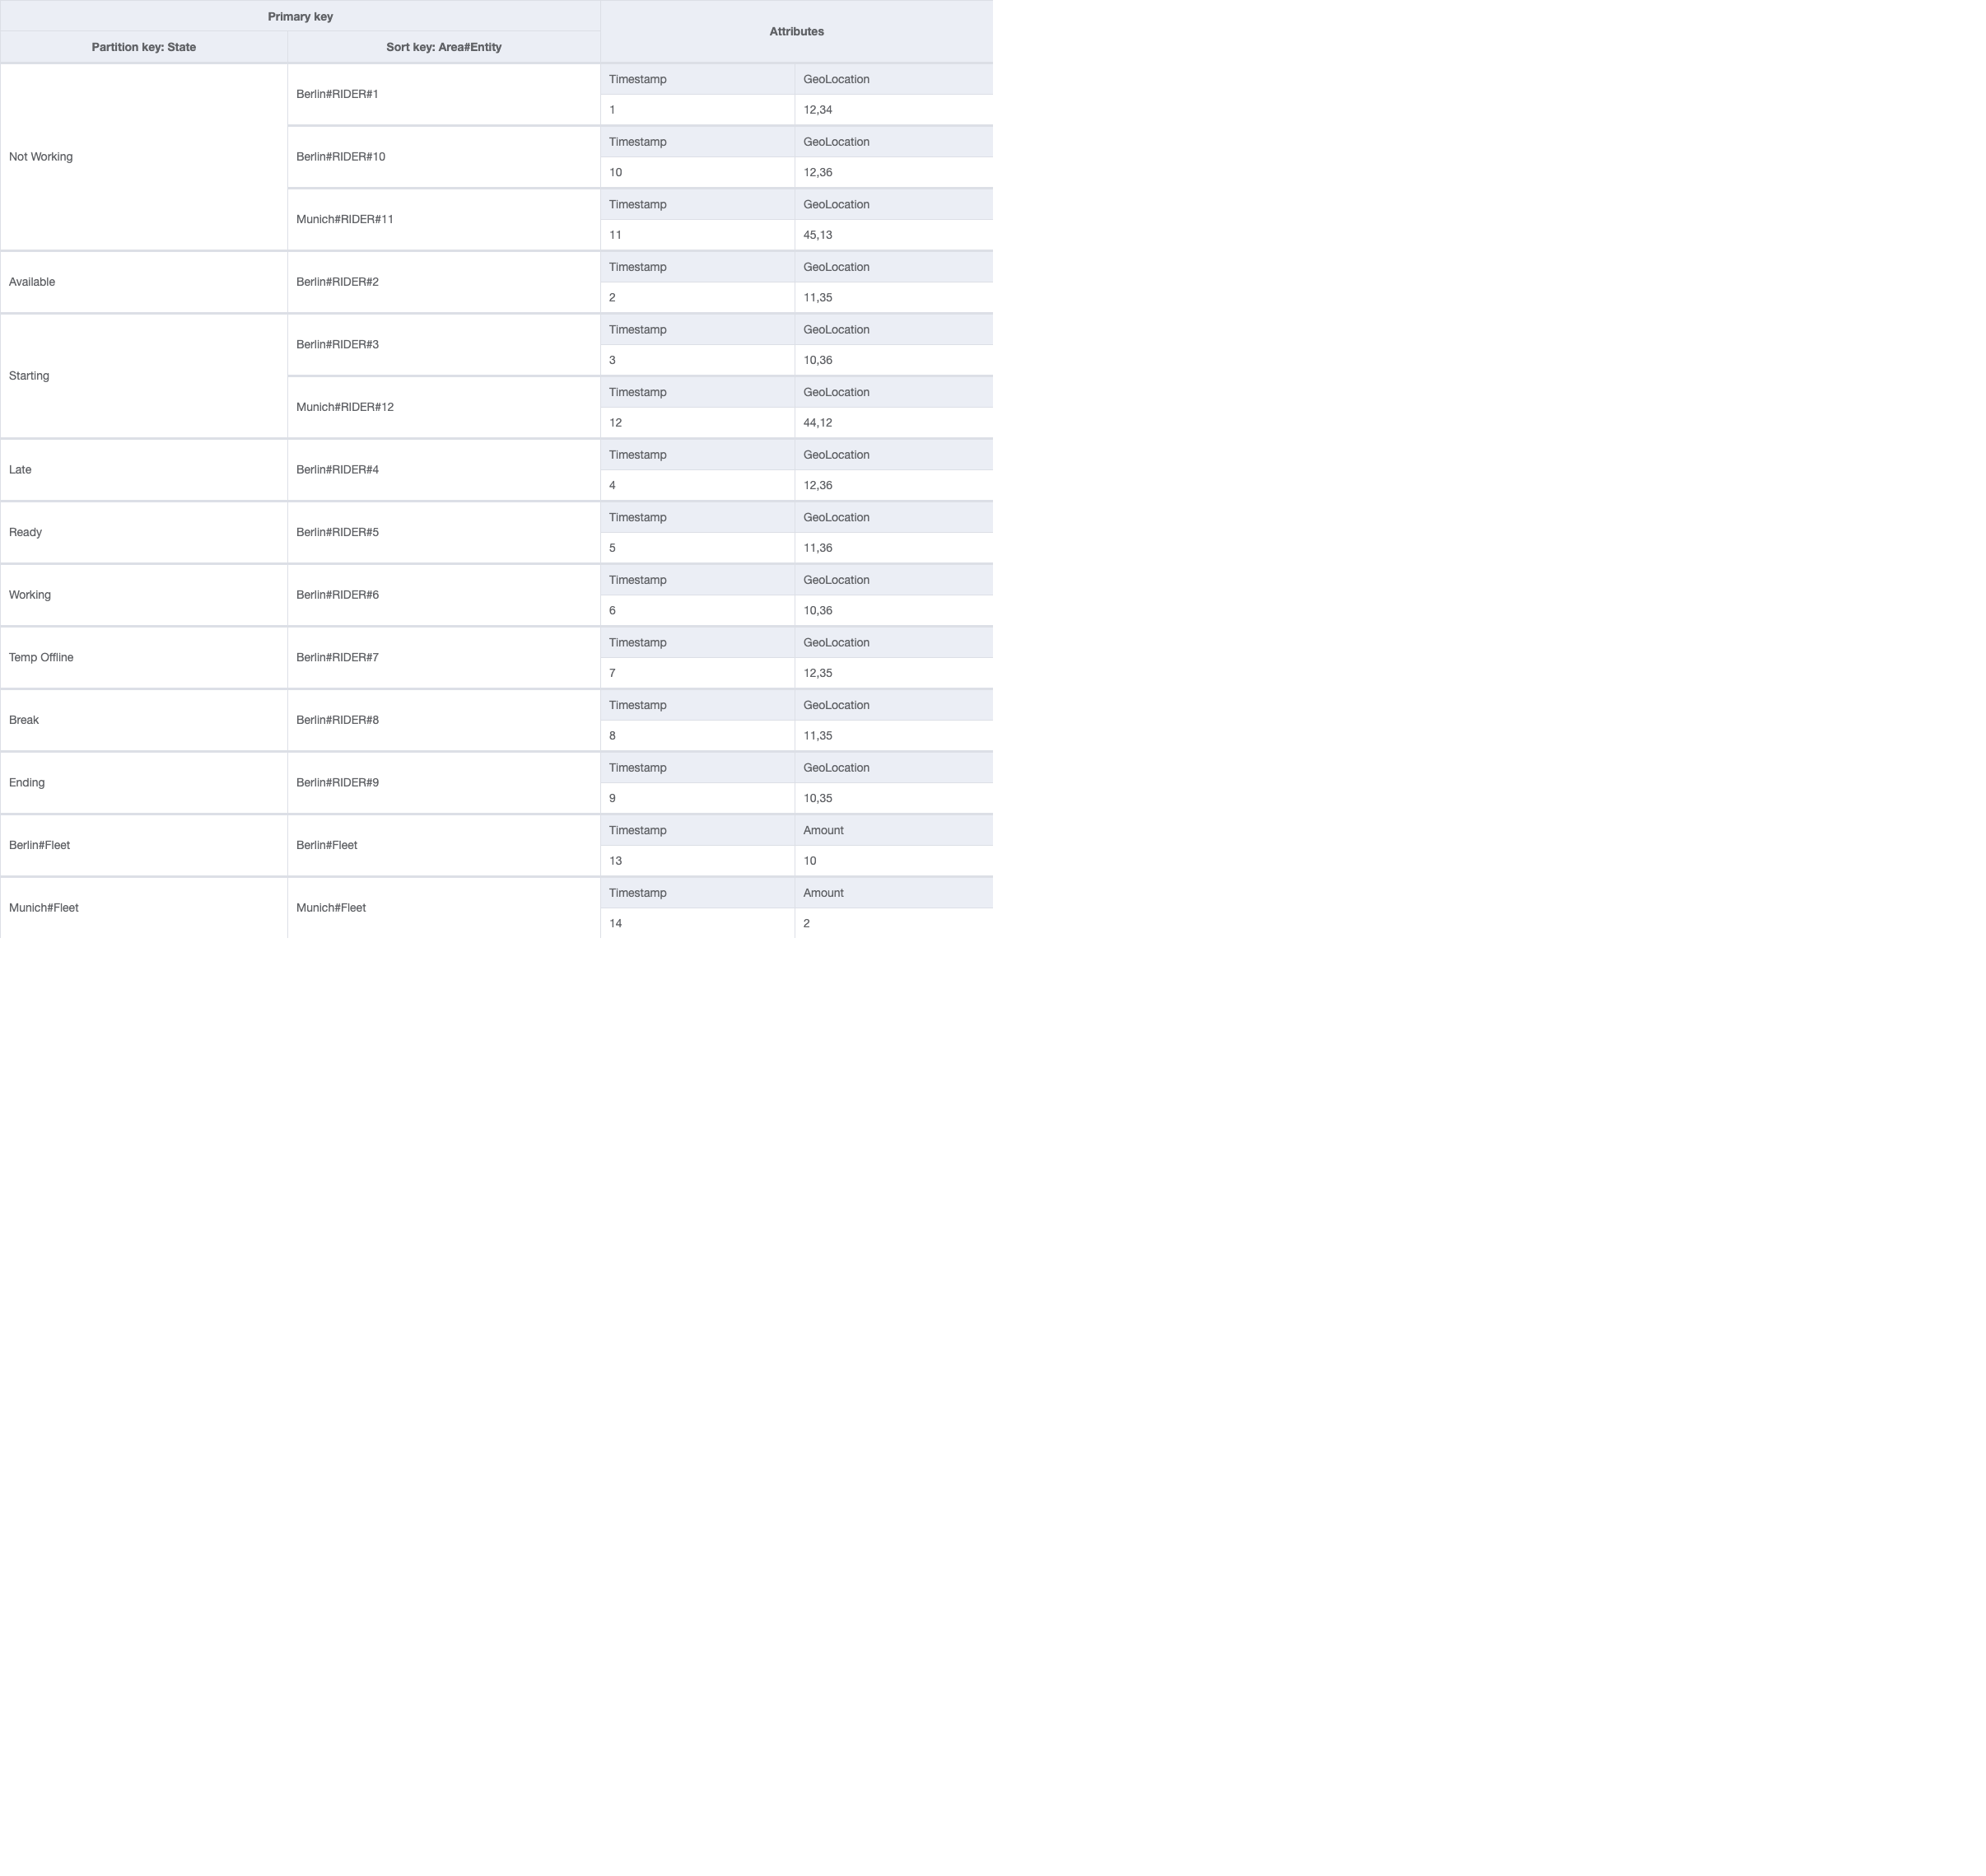 Primary key
Attributes
Partition key: State Sort key: Area#Entity
Not Working
Berlin#RIDER#1
Timestamp GeoLocation
1 12,34
Berlin#RIDER#10
Timestamp GeoLocation
10 12,36
Munich#RIDER#11
Timestamp GeoLocation
11 45,13
Available
Berlin#RIDER#2
Timestamp GeoLocation
2 11,35
Starting
Berlin#RIDER#3
Timestamp GeoLocation
3 10,36
Munich#RIDER#12
Timestamp GeoLocation
12 44,12
Late
Berlin#RIDER#4
Timestamp GeoLocation
4 12,36
Ready
Berlin#RIDER#5
Timestamp GeoLocation
5 11,36
Working
Berlin#RIDER#6
Timestamp GeoLocation
6 10,36
Temp Offline
Berlin#RIDER#7
Timestamp GeoLocation
7 12,35
Break
Berlin#RIDER#8
Timestamp GeoLocation
8 11,35
Ending
Berlin#RIDER#9
Timestamp GeoLocation
9 10,35
Berlin#Fleet
Berlin#Fleet
Timestamp Amount
13 10
Munich#Fleet
Munich#Fleet
Timestamp Amount
14 2